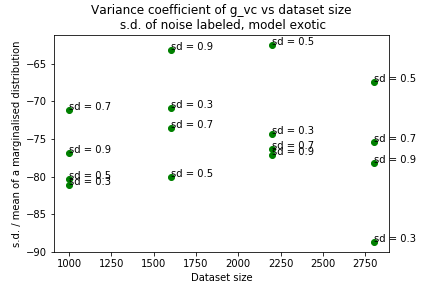 Variance coefficient of g_vc vs dataset size
s.d. of noise labeled, model exotic
s.d. / mean of a marginalised distribution
−65
−70
−75
−80
−85
−90
sd = 0.5
sd = 0.9
sd = 0.5
sd = 0.3
sd = 0.7
sd = 0.7
sd = 0.3
sd = 0.7
sd = 0.7
sd = 0.9
sd = 0.9
sd = 0.9
sd = 0.5
sd = 0.5
sd = 0.3
sd = 0.3
1000
1250
1500
1750
2000
2250
2500
2750
Dataset size